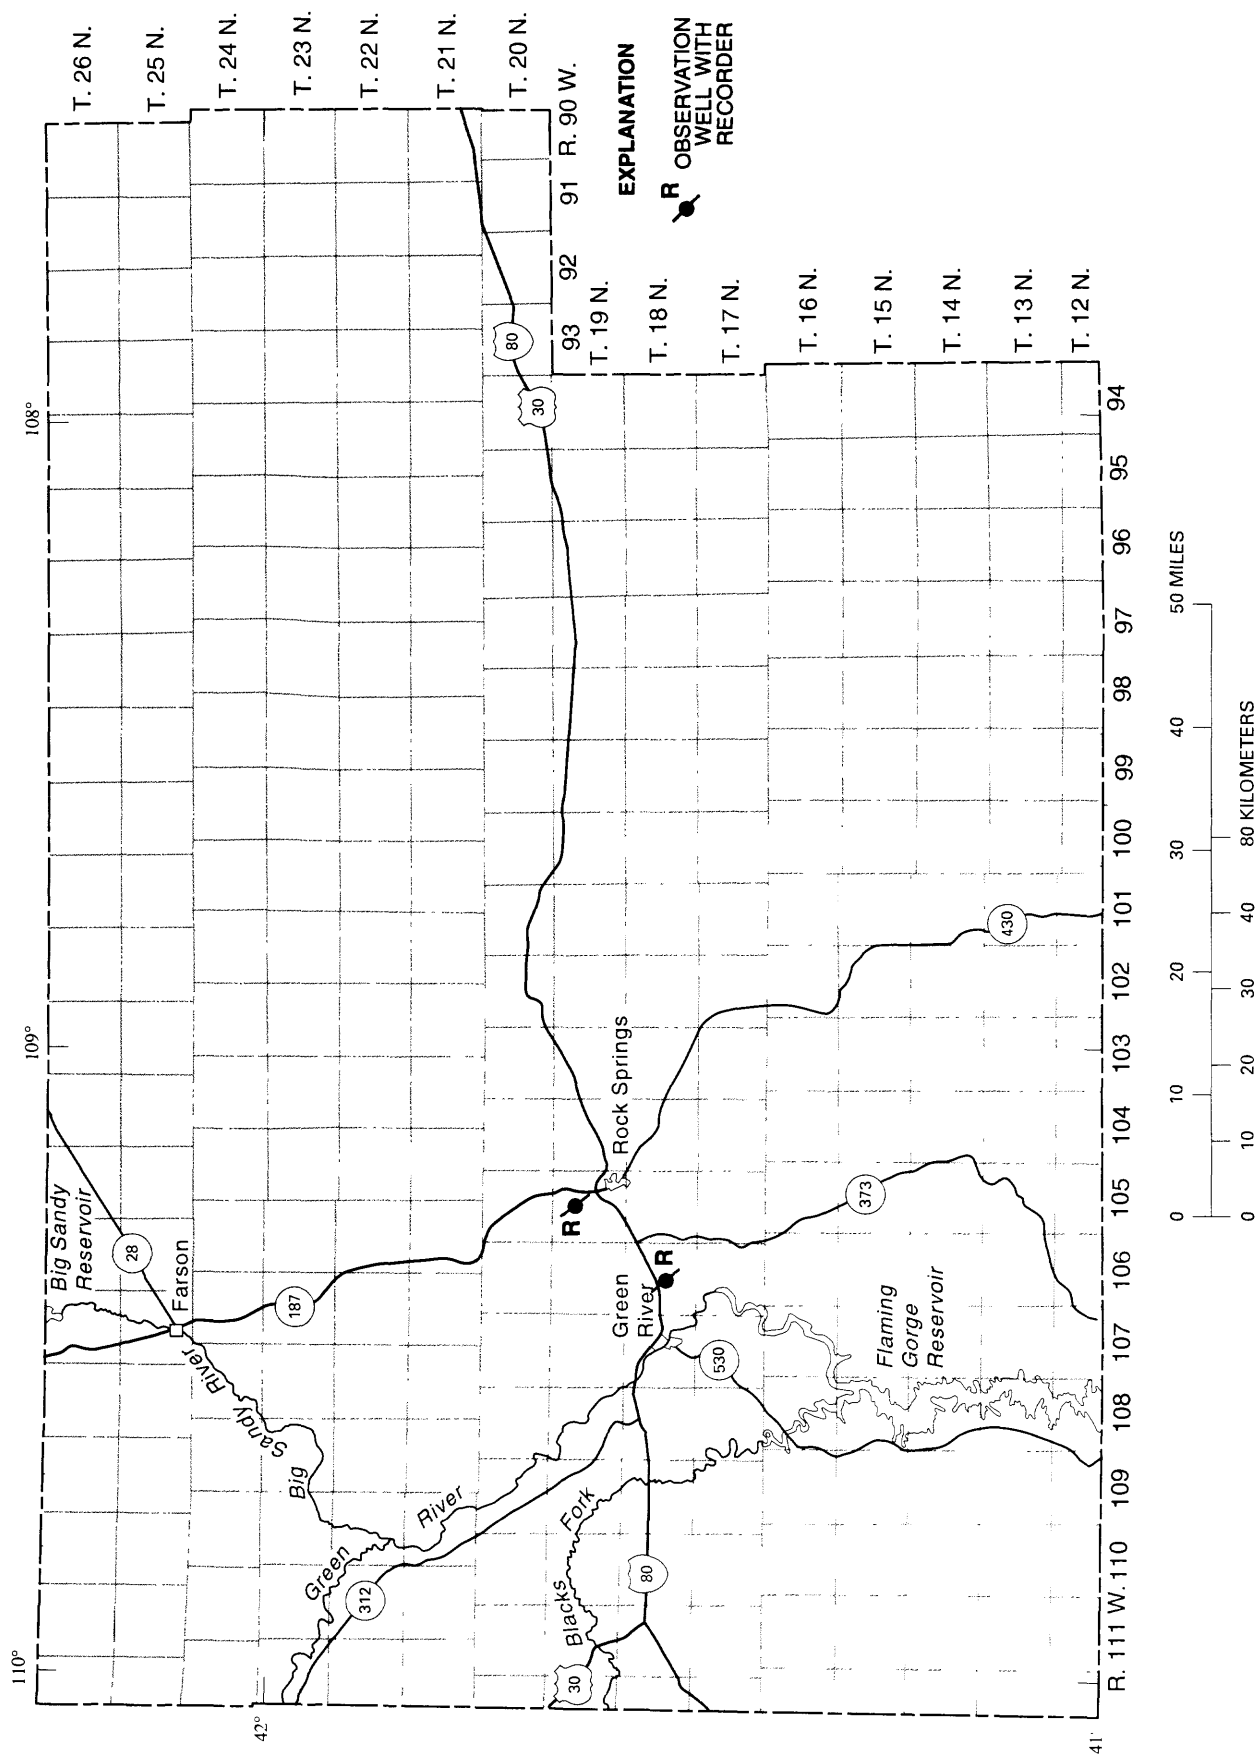 110°
109°
108°
42°
41'
T. 26 N.
T. 25 N.
T. 24 N.
T. 23 N.
T. 22 N.
T. 21 N.
T. 20 N.
R. 90 W.
91
92
93
T. 19 N.
T. 18 N.
T. 17 N.
T. 16 N.
T. 15 N.
T. 14 N.
T. 13 N.
T. 12 N.
EXPLANATION
R
OBSERVATION
WELL WITH
RECORDER
Big Sandy
Reservoir
28
Farson
187
Big
Sandy
River
Green
River
312
Blacks
Fork
30
80
80
30
R
Rock Springs
R
Green
River
530
373
430
Flaming
Gorge
Reservoir
R. 111 W.
110
109
108
107
106
105
104
103
102
101
100
99
98
97
96
95
94
0
10
20
30
40
50 MILES
0
10
20
30
40
80 KILOMETERS